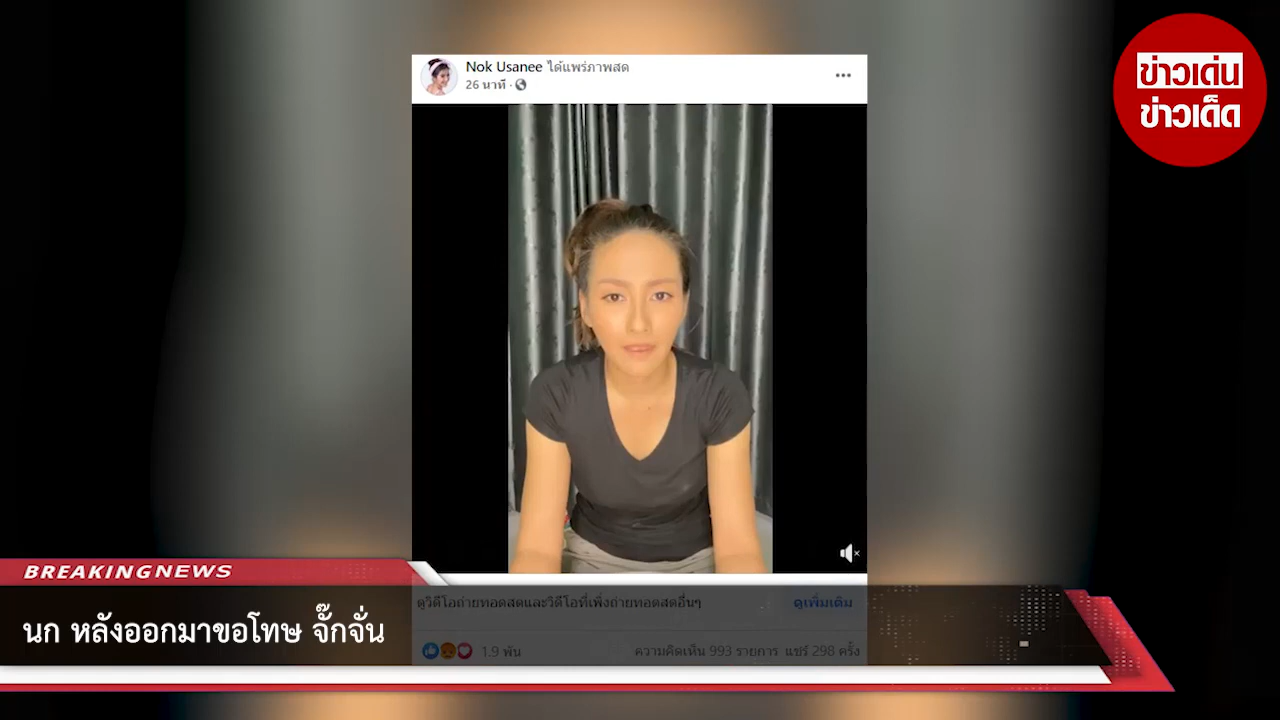 Nok Usanee ได้แพร่ภาพสด
26 นาที ·
ข่าวเด่น
ข่าวเด็ด
BREAKING NEWS
ดูวิดีโอถ่ายทอดสดและวิดีโอที่เพิ่งถ่ายทอดสดอื่นๆ ดูเพิ่มเติม
นก หลังออกมาขอโทษ จั๊กจั่น
1.9 พัน ความคิดเห็น 993 รายการ แชร์ 298 ครั้ง